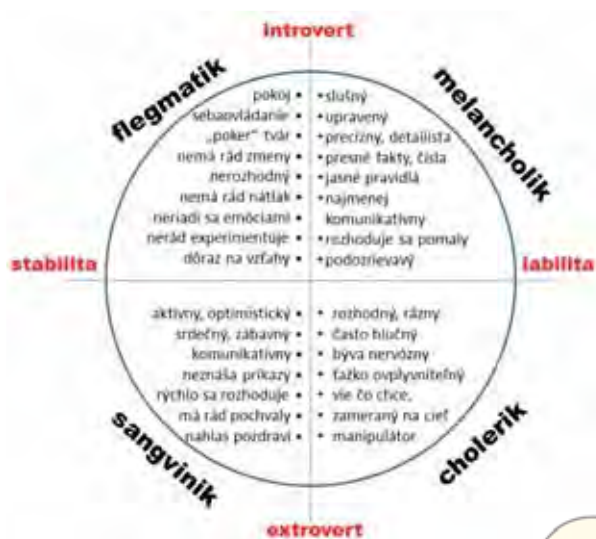 introvert
flegmatik
melancholik
pokoj •
sebaovládanie •
„poker“ tvár •
nemá rád zmeny •
nerozhodný •
nemá rád nátlak •
neriadi sa emóciami •
nerád experimentuje •
dôraz na vzťahy •
• slušný
• upravený
• precízny, detailista
• presné fakty, čísla
• jasné pravidlá
• najmenej
komunikatívny
• rozhoduje sa pomaly
• podozrievavý
stabilita
labilita
aktívny, optimistický •
srdečný, zábavný •
komunikatívny •
neznáša príkazy •
rýchlo sa rozhoduje •
má rád pochvaly •
nahlas pozdraví •
• rozhodný, rázny
• často hlučný
• býva nervózny
• ťažko ovplyvniteľný
• vie čo chce,
• zameraný na cieľ
• manipulátor
sangvinik
cholerik
extrovert